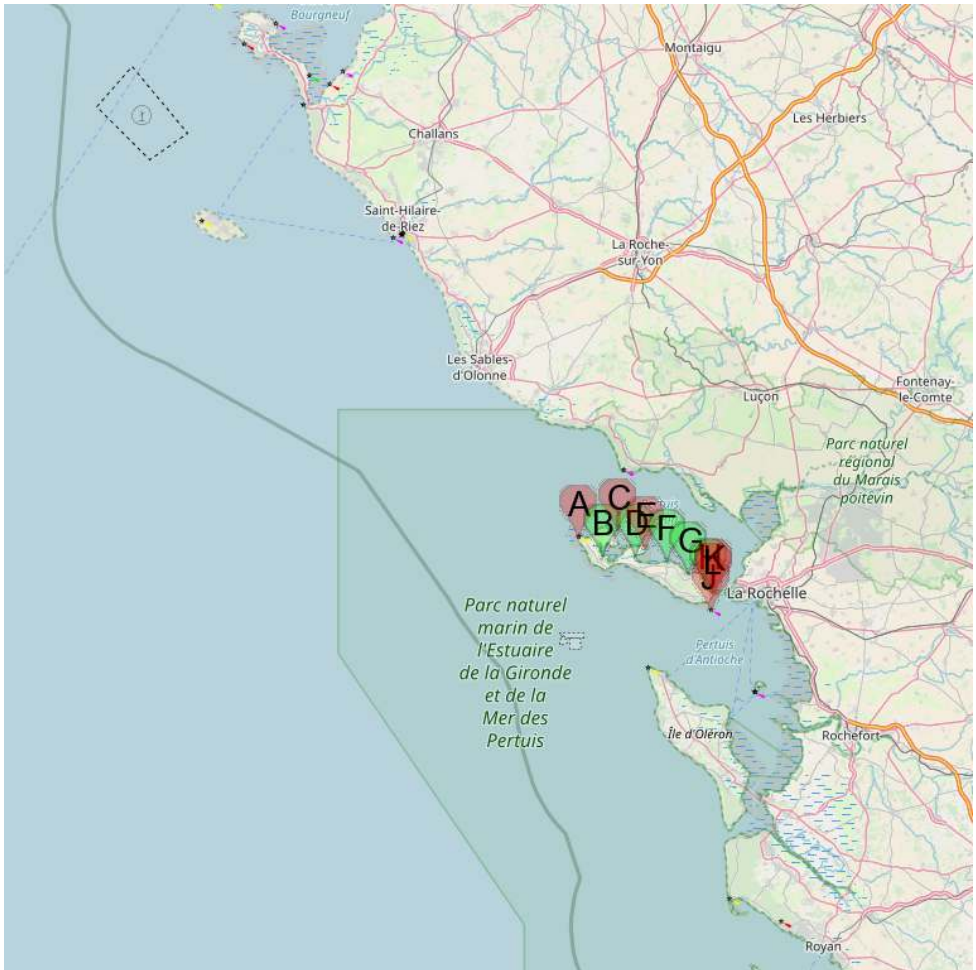 Bourgneuf
Montaigu
Les Herbiers
Challans
Saint-Hilaire-
de-Riez
La Roche-
sur-Yon
Les Sables-
d'Olonne
Luçon
Fontenay-
le-Comte
Parc naturel
régional
du Marais
poitevin
A
B
C
D
E
F
G
K
J
La Rochelle
Parc naturel
marin de
l'Estuaire
de la Gironde
et de la
Mer des
Pertuis
Pertuis
d'Antioche
Île d'Oléron
Rochefort
Royan